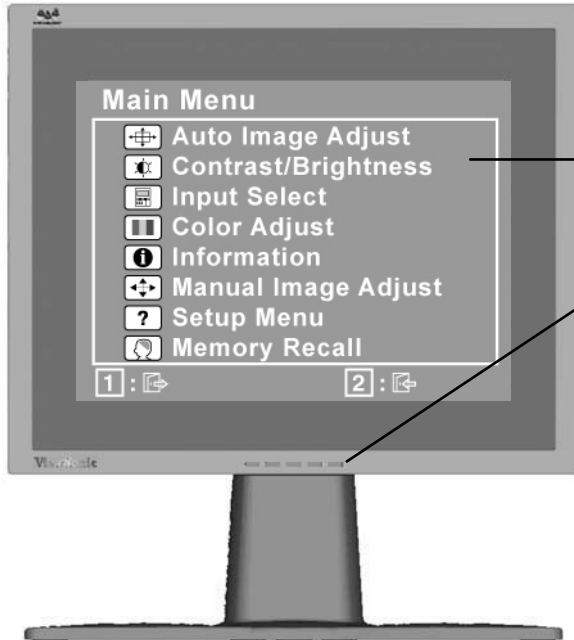 Main Menu
Auto Image Adjust
Contrast/Brightness
Input Select
Color Adjust
Information
Manual Image Adjust
? Setup Menu
Memory Recall
1 : 2 :
ViewSonic